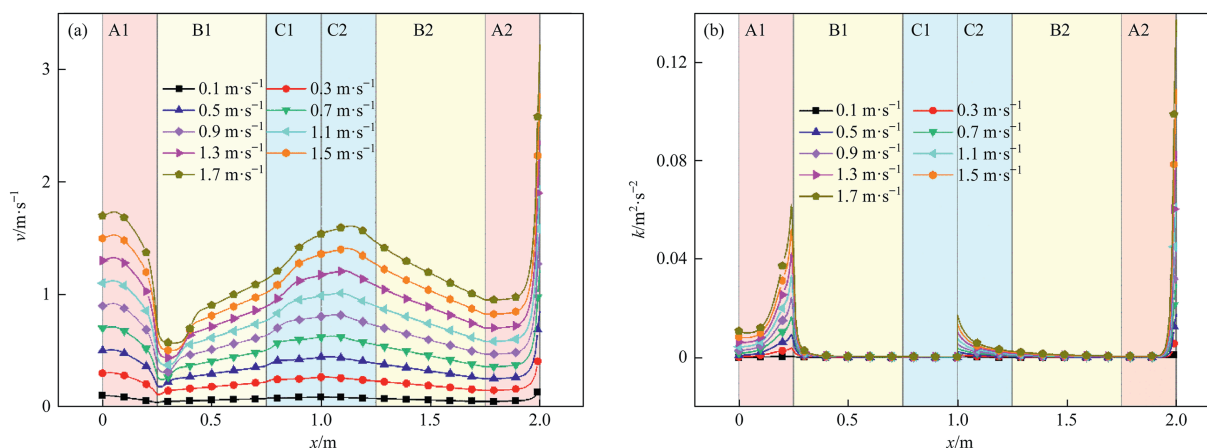 (a) A1 B1 C1 C2 B2 A2
3
2
1
0
v/m·s⁻¹
0.1 m·s⁻¹ 0.3 m·s⁻¹
0.5 m·s⁻¹ 0.7 m·s⁻¹
0.9 m·s⁻¹ 1.1 m·s⁻¹
1.3 m·s⁻¹ 1.5 m·s⁻¹
1.7 m·s⁻¹
0 0.5 1.0 1.5 2.0
x/m
(b) A1 B1 C1 C2 B2 A2
0.12
0.08
0.04
0
k/m²·s⁻²
0.1 m·s⁻¹ 0.3 m·s⁻¹
0.5 m·s⁻¹ 0.7 m·s⁻¹
0.9 m·s⁻¹ 1.1 m·s⁻¹
1.3 m·s⁻¹ 1.5 m·s⁻¹
1.7 m·s⁻¹
0 0.5 1.0 1.5 2.0
x/m